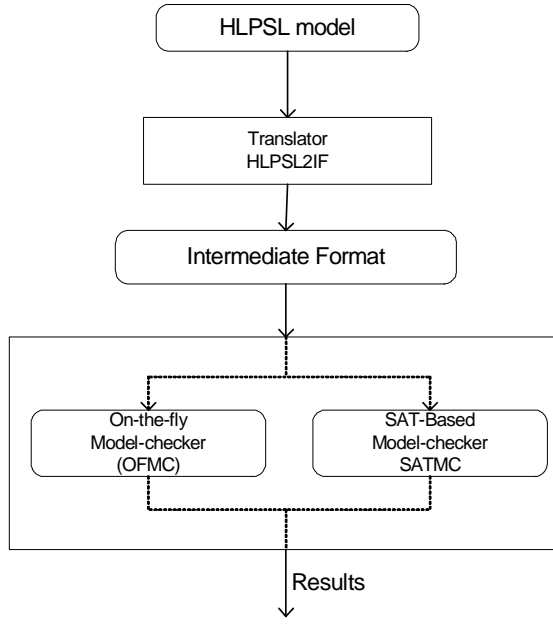 HLPSL model
Translator
HLPSL2IF
Intermediate Format
On-the-fly
Model-checker
(OFMC)
SAT-Based
Model-checker
SATMC
Results